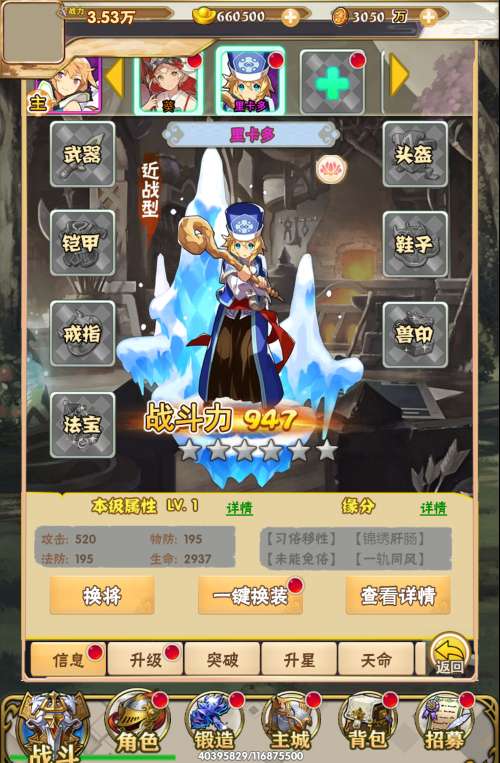 战力 3.53万 660500 3050 万
主 葵 里卡多
里卡多
武器 头盔
近战型
铠甲 鞋子
戒指 兽印
法宝
战斗力 947
本级属性 LV. 1 详情 缘分 详情
攻击: 520 物防: 195 【习俗移性】 【锦绣肝肠】
法防: 195 生命: 2937 【未能免俗】 【一轨同风】
换将 一键换装 查看详情
信息 升级 突破 升星 天命 返回
战斗 角色 锻造 主城 背包 招募
40395829/116875500